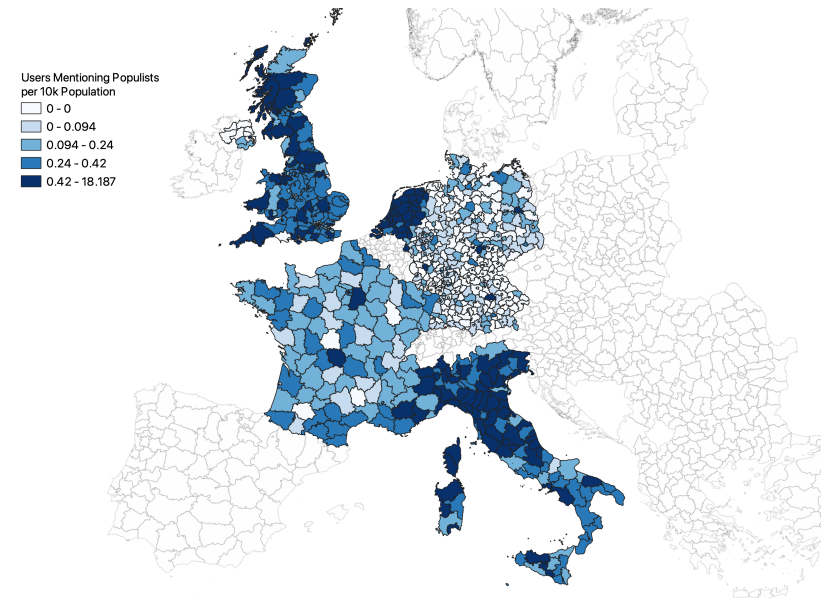 Users Mentioning Populists
per 10k Population
0 - 0
0 - 0.094
0.094 - 0.24
0.24 - 0.42
0.42 - 18.187